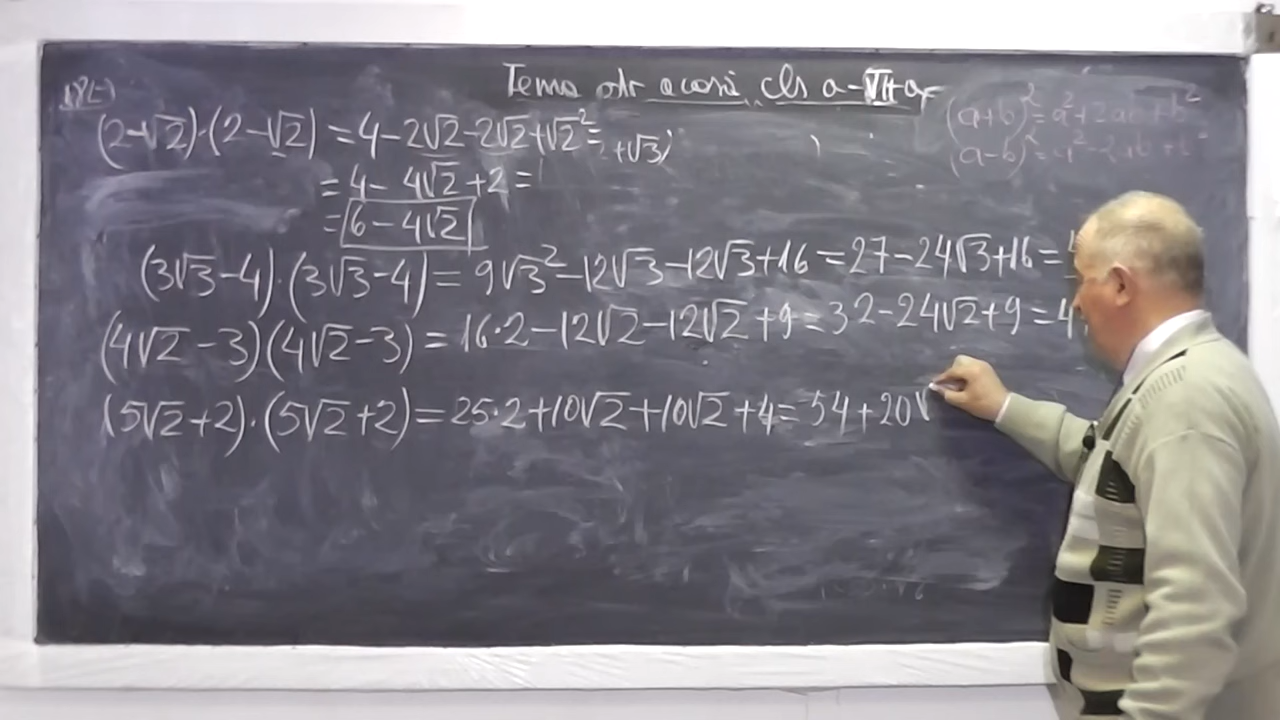 Tema a-VII-a
(a+b)²=a²+2ab+b²
(a-b)²=a²-2ab+b²
(2-√2)·(2-√2) = 4-2√2-2√2+√2²=
+√3)
= 4- 4√2+2=
=6-4√2
(3√3-4)·(3√3-4)= 9√3²-12√3-12√3+16=27-24√3+16=
(4√2-3)(4√2-3) = 16·2-12√2-12√2+9=32-24√2+9=4
(5√2+2)·(5√2+2)=25·2+10√2+10√2+4=54+20√